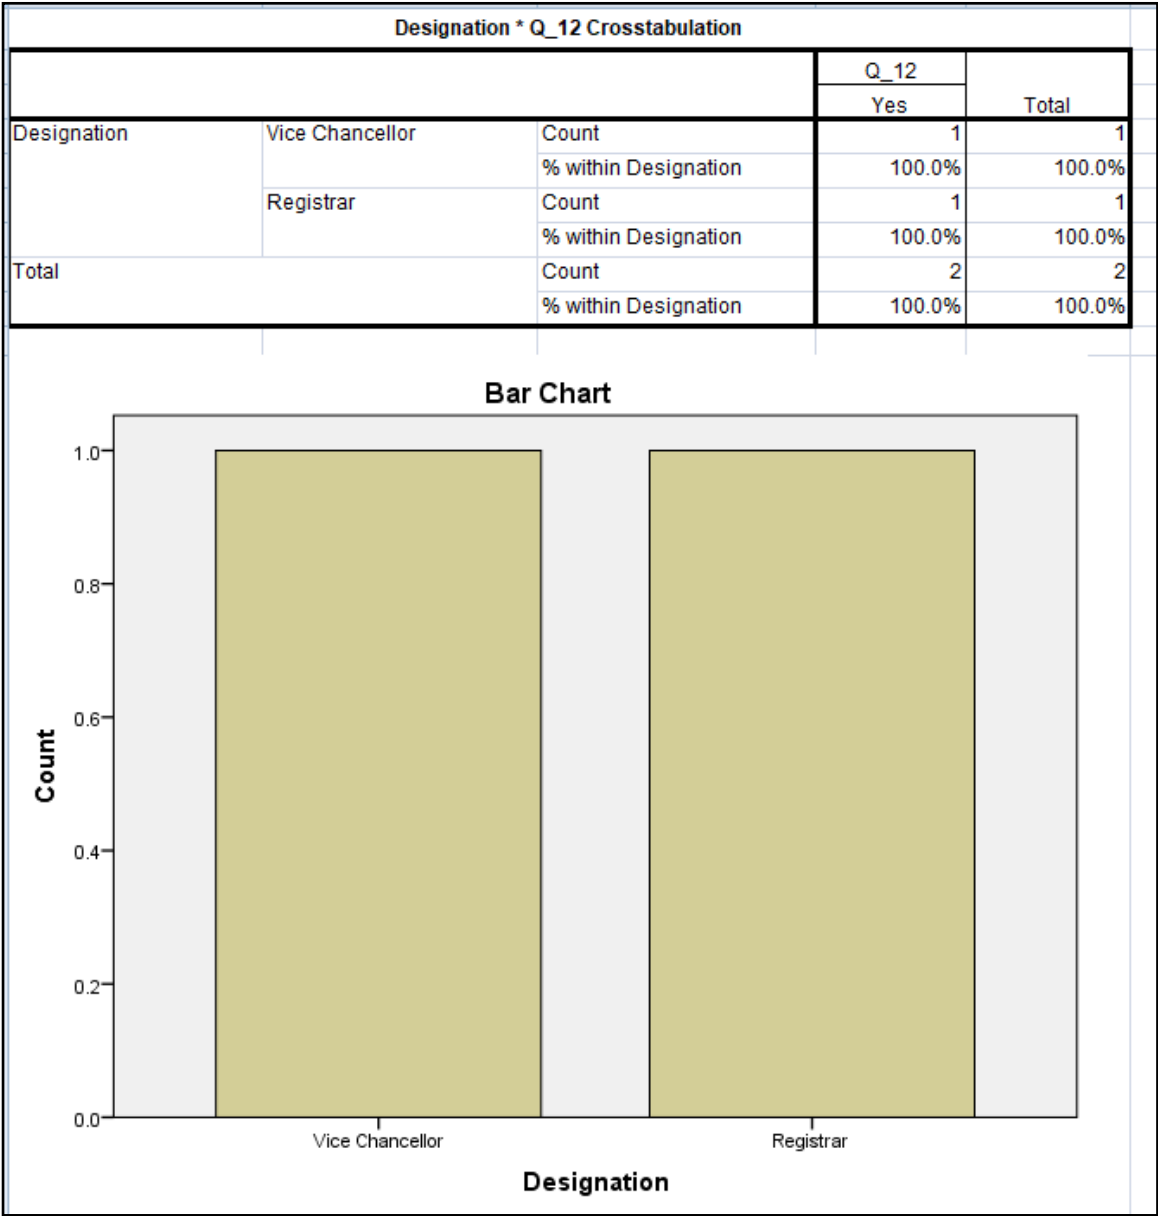 Designation * Q_12 Crosstabulation
Q_12
Yes Total
Designation Vice Chancellor Count 1 1
% within Designation 100.0% 100.0%
Registrar Count 1 1
% within Designation 100.0% 100.0%
Total Count 2 2
% within Designation 100.0% 100.0%
Bar Chart
1.0
0.8
0.6
0.4
0.2
0.0
Count
Vice Chancellor Registrar
Designation